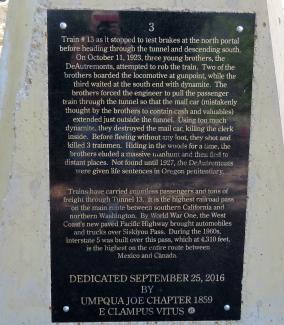 3
Train # 13 as it stopped to test brakes at the north portal
before heading through the tunnel and descending south.
On October 11, 1923, three young brothers, the
DeAutremonts, attempted to rob the train. Two of the
brothers boarded the locomotive at gunpoint, while the
third waited at the south end with dynamite. The
brothers forced the engineer to pull the passenger
train through the tunnel so that the mail car (mistakenly
thought by the brothers to contain cash and valuables)
extended just outside the tunnel. Using too much
dynamite, they destroyed the mail car, killing the clerk
inside. Before fleeing without any loot, they shot and
killed 3 trainmen. Hiding in the woods for a time, the
brothers eluded a massive manhunt and then fled to
distant places. Not found until 1927, the DeAutremonts
were given life sentences in Oregon penitentiary.
Trains have carried countless passengers and tons of
freight through Tunnel 13. It is the highest railroad pass
on the main route between southern California and
northern Washington. By World War One, the West
Coast's new paved Pacific Highway brought automobiles
and trucks over Siskiyou Pass. During the 1960s,
interstate 5 was built over this pass, which at 4,310 feet,
is the highest on the entire route between
Mexico and Canada.
DEDICATED SEPTEMBER 25, 2016
BY
UMPQUA JOE CHAPTER 1859
E CLAMPUS VITUS